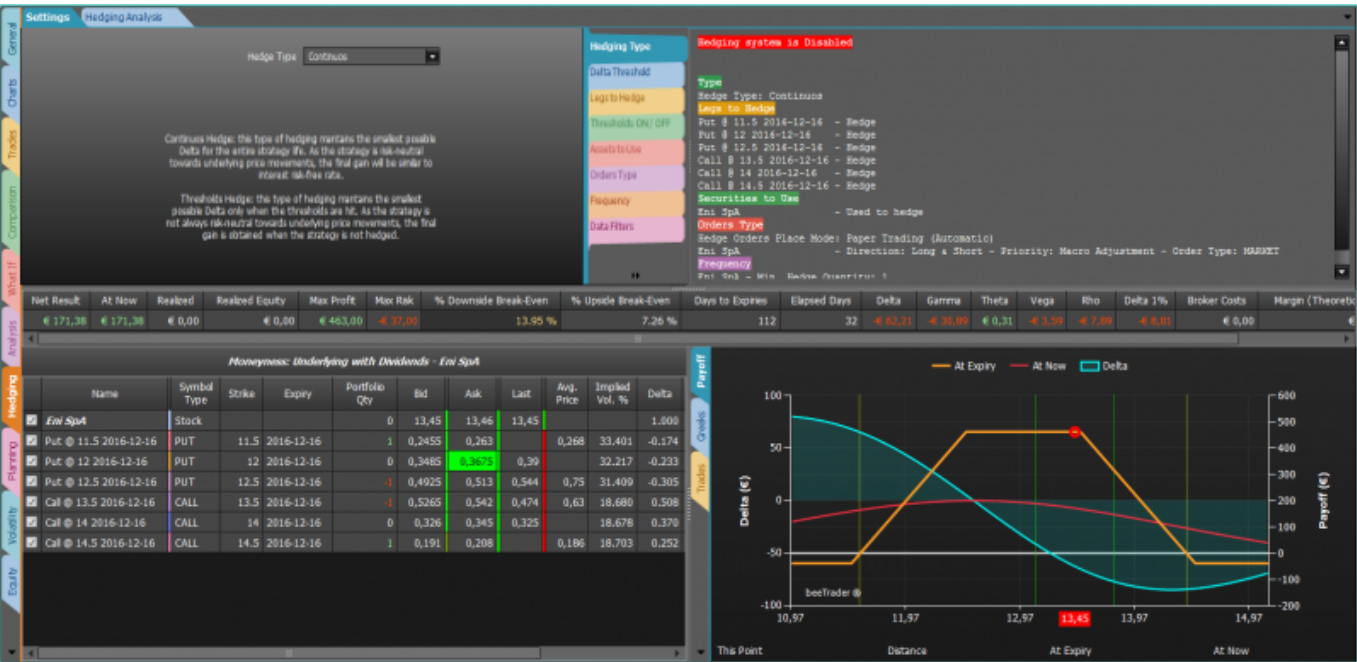 Settings Hedging Analysis
General
Charts
Trades
Comparison
What If
Analysis
Hedging
Planning
Volatility
Equity
Hedge Type Continuos
Continuos Hedge: this type of hedging mantains the smallest possible
Delta for the entire strategy life. As the strategy is risk-neutral
towards underlying price movements, the final gain will be similar to
interest risk-free rate.
Thresholds Hedge: this type of hedging mantains the smallest
possible Delta only when the thresholds are hit. As the strategy is
not always risk-neutral towards underlying price movements, the final
gain is obtained when the strategy is not hedged.
Hedging Type
Delta Threshold
Legs to Hedge
Thresholds ON/ OFF
Assets to Use
Orders Type
Frequency
Data Filters
Hedging system is Disabled
Type
Hedge Type: Continuos
Legs to Hedge
Put @ 11.5 2016-12-16 - Hedge
Put @ 12 2016-12-16 - Hedge
Put @ 12.5 2016-12-16 - Hedge
Call @ 13.5 2016-12-16 - Hedge
Call @ 14 2016-12-16 - Hedge
Call @ 14.5 2016-12-16 - Hedge
Securities to Use
Eni SpA - Used to hedge
Orders Type
Hedge Orders Place Mode: Paper Trading (Automatic)
Eni SpA - Direction: Long & Short - Priority: Macro Adjustment - Order Type: MARKET
Frequency
Eni SpA - Min. Hedge Quantity: 1
Net Result At Now Realized Realized Equity Max Profit Max Risk % Downside Break-Even % Upside Break-Even Days to Expiries Elapsed Days Delta Gamma Theta Vega Rho Delta 1% Broker Costs Margin (Theoretic
€ 171,38 € 171,38 € 0,00 € 0,00 € 463,00 -€ 37,00 13.95 % 7.26 % 112 32 -€ 62,21 -€ 30,89 € 0,31 -€ 3,59 -€ 7,89 € 0,00 €
Moneyness: Underlying with Dividends - Eni SpA
Name Symbol Type Strike Expiry Portfolio Qty Bid Ask Last Avg. Price Implied Vol. % Delta
Eni SpA Stock 0 13,45 13,46 13,45 1.000
Put @ 11.5 2016-12-16 PUT 11.5 2016-12-16 1 0,2455 0,263 0,268 33.401 -0.174
Put @ 12 2016-12-16 PUT 12 2016-12-16 0 0,3485 0,3675 0,39 32.217 -0.233
Put @ 12.5 2016-12-16 PUT 12.5 2016-12-16 -1 0,4925 0,513 0,544 0,75 31.409 -0.305
Call @ 13.5 2016-12-16 CALL 13.5 2016-12-16 -1 0,5265 0,542 0,474 0,63 18.680 0.508
Call @ 14 2016-12-16 CALL 14 2016-12-16 0 0,326 0,345 0,325 18.678 0.370
Call @ 14.5 2016-12-16 CALL 14.5 2016-12-16 1 0,191 0,208 0,186 18.703 0.252
Payoff
Greeks
Trades
At Expiry At Now Delta
Delta (€)
100
50
0
-50
-100
600
500
400
300
200
100
0
-100
-200
Payoff (€)
beeTrader ®
10,97 11,97 12,97 13,45 13,97 14,97
This Point Distance At Expiry At Now